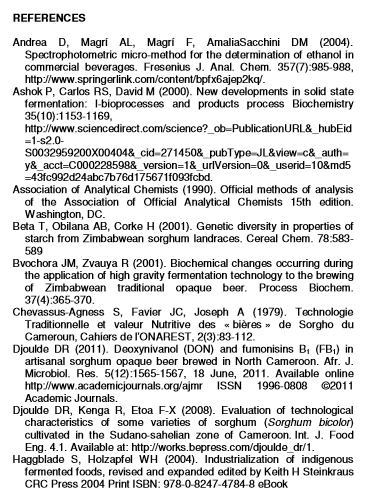 REFERENCES
Andrea D, Magrí AL, Magrí F, AmaliaSacchini DM (2004).
Spectrophotometric micro-method for the determination of ethanol in
commercial beverages. Fresenius J. Anal. Chem. 357(7):985-988,
http://www.springerlink.com/content/bpfx6ajep2kq/.
Ashok P, Carlos RS, David M (2000). New developments in solid state
fermentation: I-bioprocesses and products process Biochemistry
35(10):1153-1169,
http://www.sciencedirect.com/science?_ob=PublicationURL&_hubEid
=1-s2.0-
S0032959200X00404&_cid=271450&_pubType=JL&view=c&_auth=
y&_acct=C000228598&_version=1&_urlVersion=0&_userid=10&md5
=43fc992d24abc7b76d175671f093fcbd.
Association of Analytical Chemists (1990). Official methods of analysis
of the Association of Official Analytical Chemists 15th edition.
Washington, DC.
Beta T, Obilana AB, Corke H (2001). Genetic diversity in properties of
starch from Zimbabwean sorghum landraces. Cereal Chem. 78:583-
589
Bvochora JM, Zvauya R (2001). Biochemical changes occurring during
the application of high gravity fermentation technology to the brewing
of Zimbabwean traditional opaque beer. Process Biochem.
37(4):365-370.
Chevassus-Agness S, Favier JC, Joseph A (1979). Technologie
Traditionnelle et valeur Nutritive des « bières » de Sorgho du
Cameroun, Cahiers de l'ONAREST, 2(3):83-112.
Djoulde DR (2011). Deoxynivanol (DON) and fumonisins B₁ (FB₁) in
artisanal sorghum opaque beer brewed in North Cameroon. Afr. J.
Microbiol. Res. 5(12):1565-1567, 18 June, 2011. Available online
http://www.academicjournals.org/ajmr ISSN 1996-0808 ©2011
Academic Journals.
Djoulde DR, Kenga R, Etoa F-X (2008). Evaluation of technological
characteristics of some varieties of sorghum (Sorghum bicolor)
cultivated in the Sudano-sahelian zone of Cameroon. Int. J. Food
Eng. 4.1. Available at: http://works.bepress.com/djoulde_dr/1.
Haggblade S, Holzapfel WH (2004). Industrialization of indigenous
fermented foods, revised and expanded edited by Keith H Steinkraus
CRC Press 2004 Print ISBN: 978-0-8247-4784-8 eBook